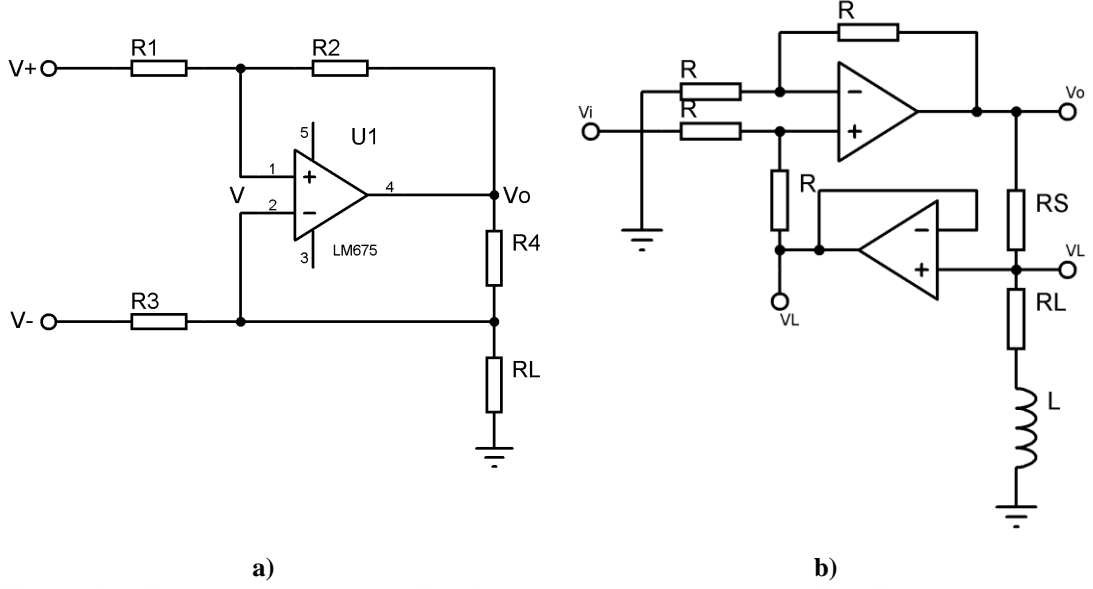 R1
R2
V+
5
U1
1
+
V
4
Vo
2
−
LM675
3
R4
R3
V-
RL
a)
R
R
−
Vo
R
Vi
+
R
RS
−
+
VL
VL
RL
L
b)